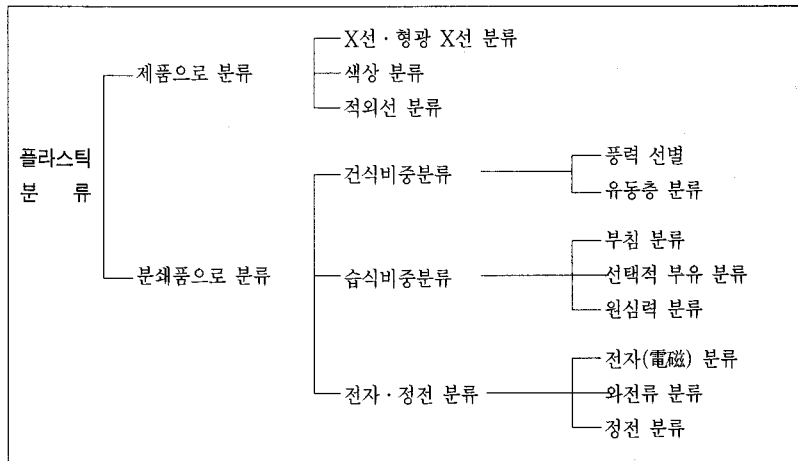 플라스틱
분 류
제품으로 분류
X선·형광 X선 분류
색상 분류
적외선 분류
분쇄품으로 분류
건식비중분류
풍력 선별
유동층 분류
습식비중분류
부침 분류
선택적 부유 분류
원심력 분류
전자·정전 분류
전자(電磁) 분류
와전류 분류
정전 분류